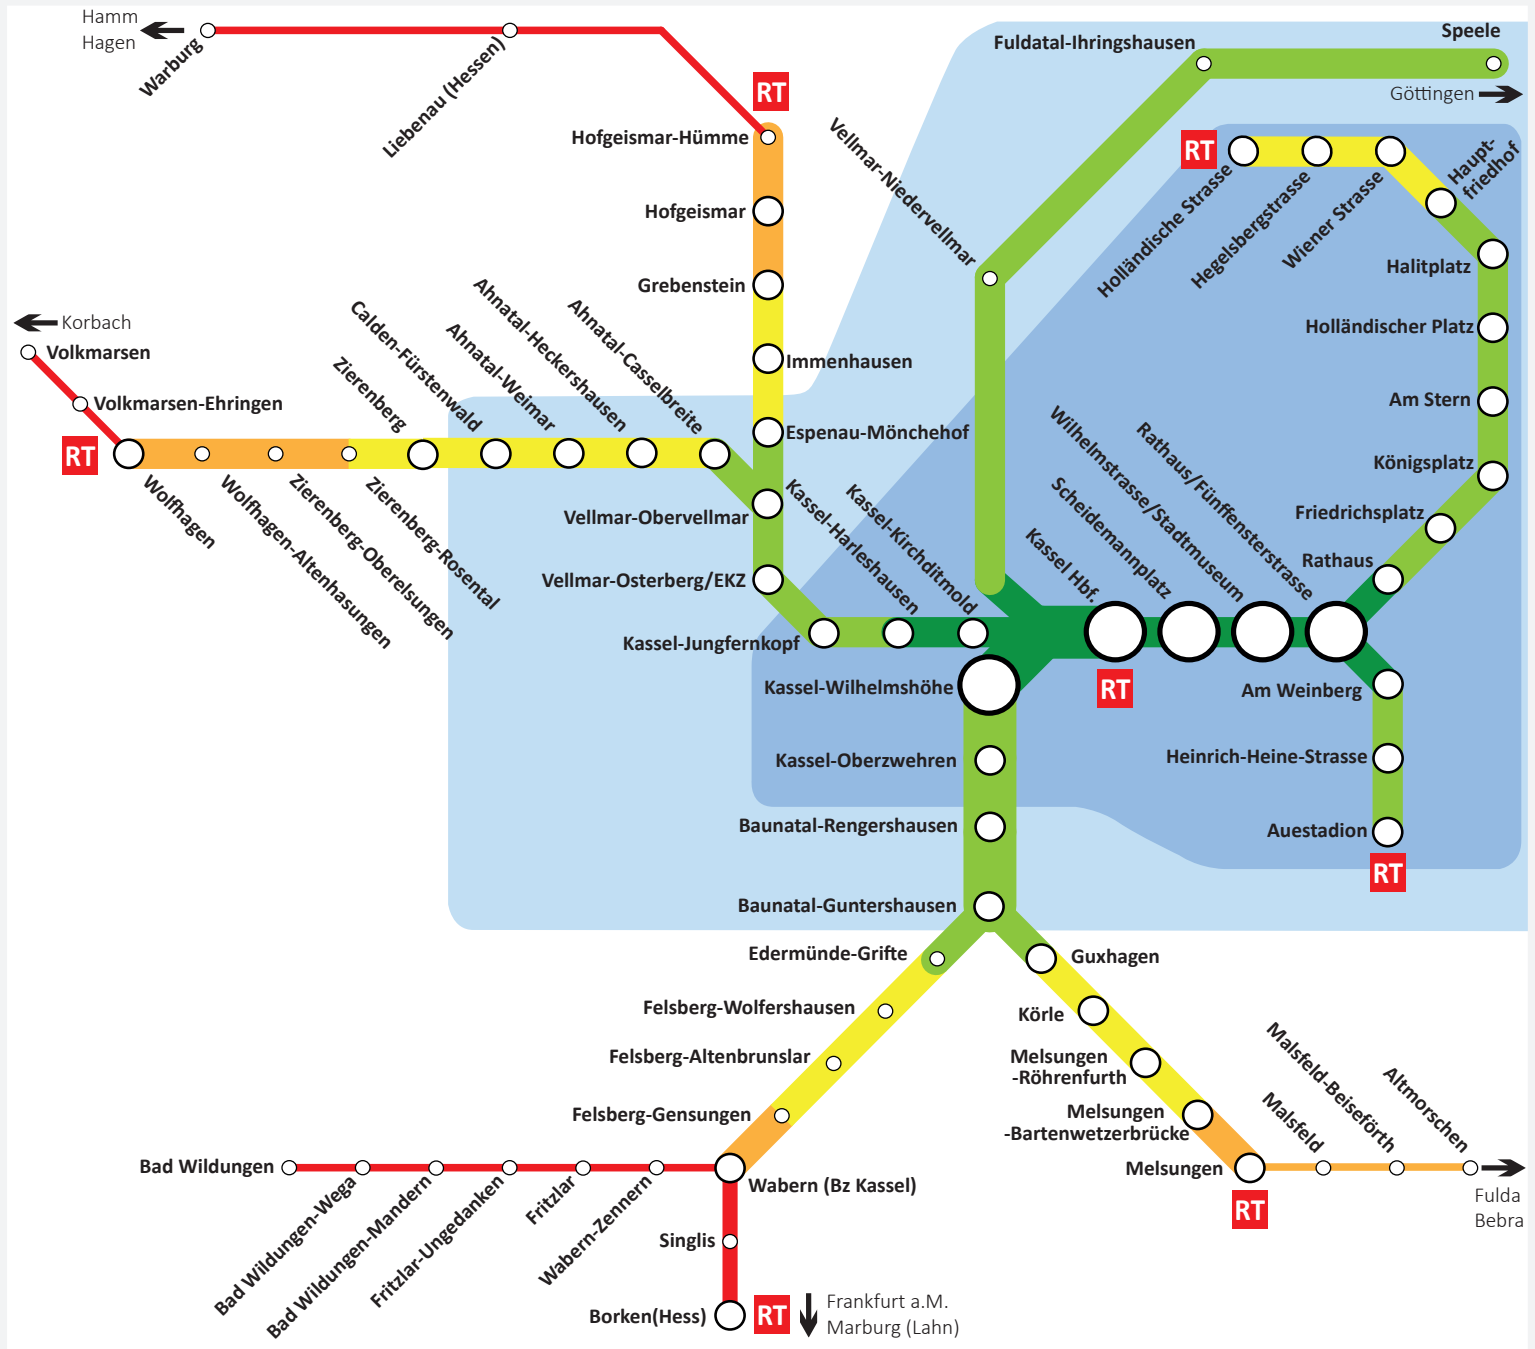 Hamm
Hagen
Warburg
Liebenau (Hessen)
RT
Hofgeismar-Hümme
Hofgeismar
Grebenstein
Immenhausen
Espenau-Mönchehof
Fuldatal-Ihringshausen
Speele
Göttingen
Vellmar-Niedervellmar
RT
Holländische Strasse
Hegelsbergstrasse
Wiener Strasse
Haupt-
friedhof
Halitplatz
Holländischer Platz
Am Stern
Königsplatz
Friedrichsplatz
Rathaus
Korbach
Volkmarsen
Volkmarsen-Ehringen
RT
Wolfhagen
Wolfhagen-Altenhasungen
Zierenberg-Oberelsungen
Zierenberg-Rosental
Zierenberg
Calden-Fürstenwald
Ahnatal-Weimar
Ahnatal-Heckershausen
Ahnatal-Casselbreite
Vellmar-Obervellmar
Vellmar-Osterberg/EKZ
Kassel-Jungfernkopf
Kassel-Harleshausen
Kassel-Kirchditmold
Kassel Hbf.
Scheidemannplatz
Wilhelmstrasse/Stadtmuseum
Rathaus/Fünffensterstrasse
RT
Kassel-Wilhelmshöhe
Am Weinberg
Kassel-Oberzwehren
Heinrich-Heine-Strasse
Baunatal-Rengershausen
Auestadion
RT
Baunatal-Guntershausen
Edermünde-Grifte
Guxhagen
Felsberg-Wolfershausen
Körle
Felsberg-Altenbrunslar
Melsungen
-Röhrenfurth
Felsberg-Gensungen
Melsungen
-Bartenwetzerbrücke
Melsungen
RT
Malsfeld
Malsfeld-Beiseförth
Altmorschen
Fulda
Bebra
Bad Wildungen
Bad Wildungen-Wega
Bad Wildungen-Mandern
Fritzlar-Ungedanken
Fritzlar
Wabern-Zennern
Wabern (Bz Kassel)
Singlis
Borken(Hess)
RT
Frankfurt a.M.
Marburg (Lahn)